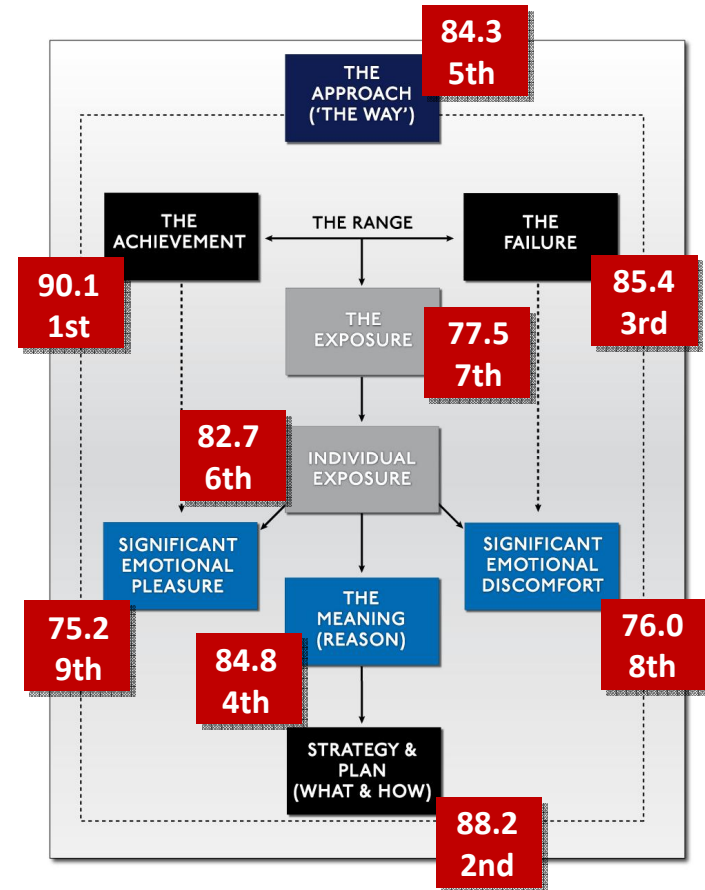 84.3
5th
THE
APPROACH
('THE WAY')
THE
ACHIEVEMENT
THE RANGE
THE
FAILURE
90.1
1st
85.4
3rd
THE
EXPOSURE
77.5
7th
82.7
6th
INDIVIDUAL
EXPOSURE
SIGNIFICANT
EMOTIONAL
PLEASURE
SIGNIFICANT
EMOTIONAL
DISCOMFORT
THE
MEANING
(REASON)
75.2
9th
84.8
4th
76.0
8th
STRATEGY &
PLAN
(WHAT & HOW)
88.2
2nd